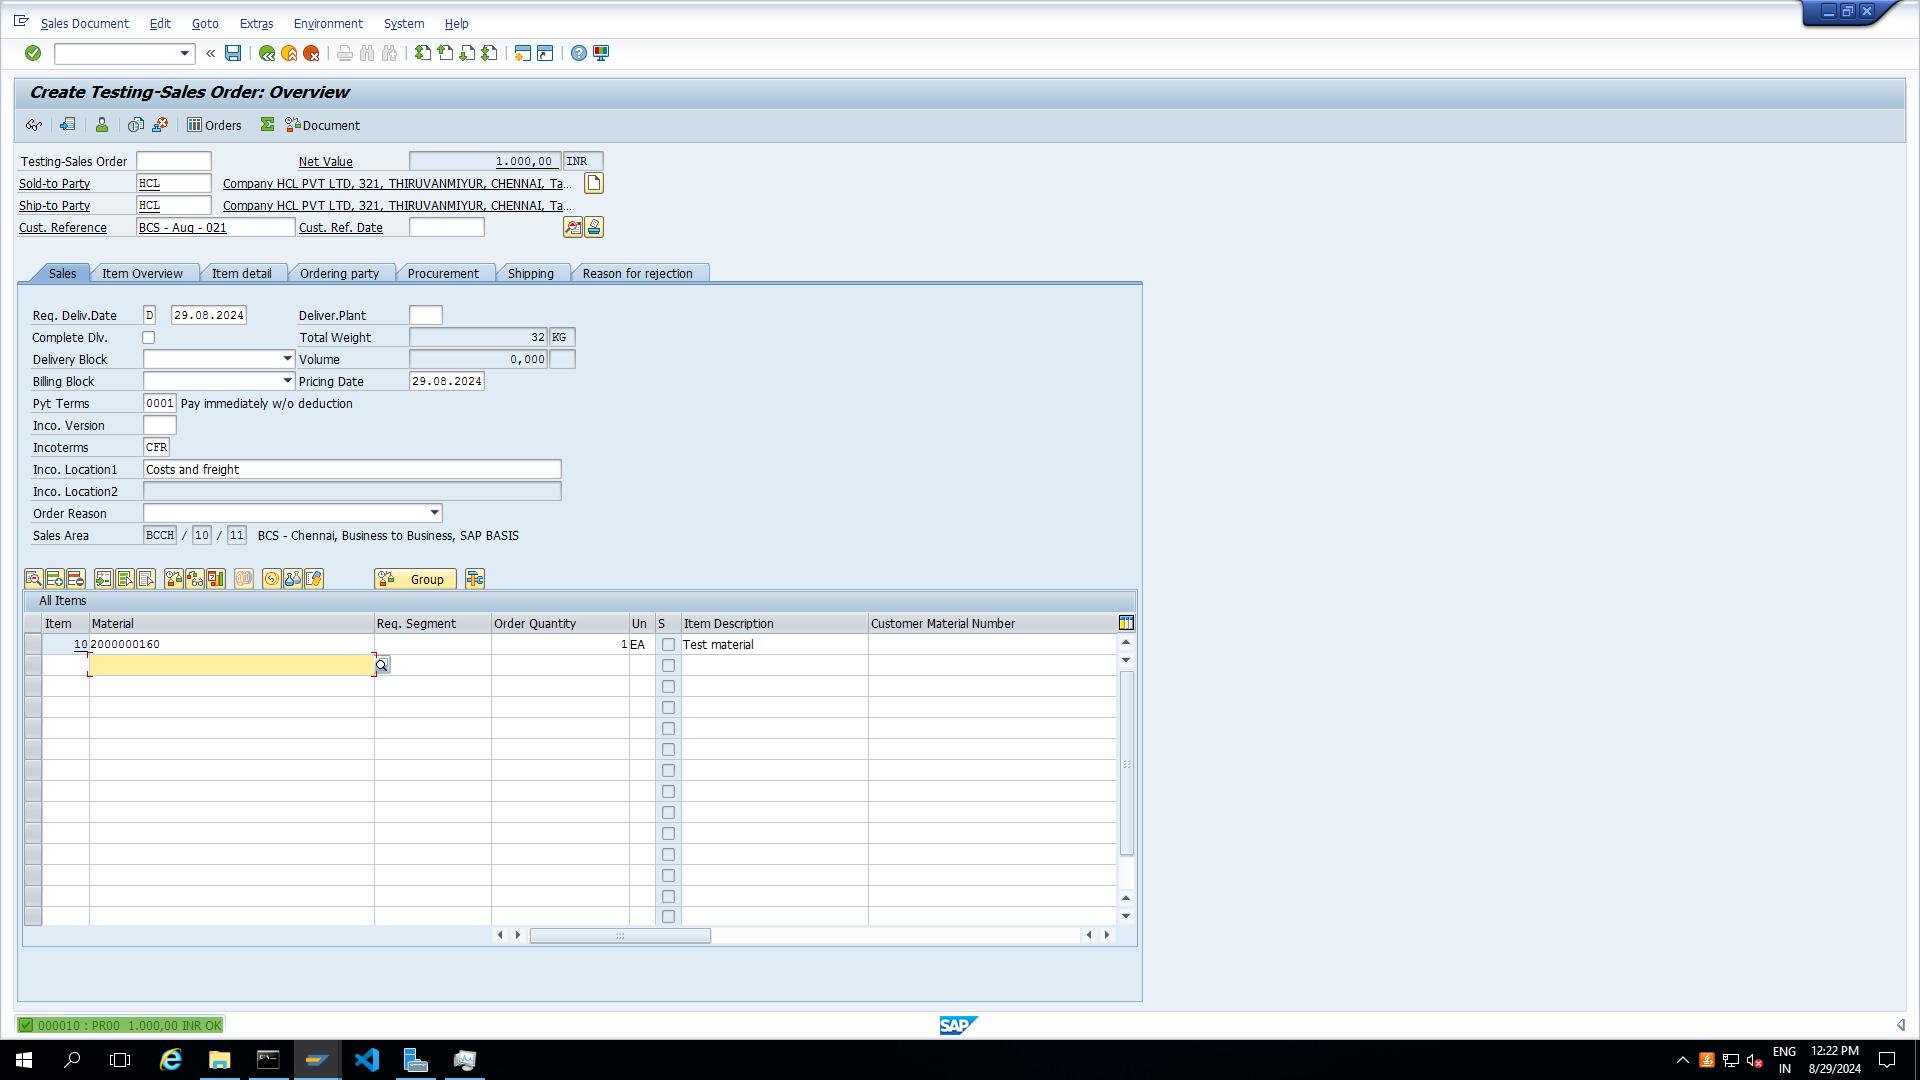 Sales Document Edit Goto Extras Environment System Help
Create Testing-Sales Order: Overview
Orders Document
Testing-Sales Order Net Value 1.000,00 INR
Sold-to Party HCL Company HCL PVT LTD, 321, THIRUVANMIYUR, CHENNAI, Ta...
Ship-to Party HCL Company HCL PVT LTD, 321, THIRUVANMIYUR, CHENNAI, Ta...
Cust. Reference BCS - Aug - 021 Cust. Ref. Date
Sales Item Overview Item detail Ordering party Procurement Shipping Reason for rejection
Req. Deliv.Date D 29.08.2024 Deliver.Plant
Complete Dlv. Total Weight 32 KG
Delivery Block Volume 0,000
Billing Block Pricing Date 29.08.2024
Pyt Terms 0001 Pay immediately w/o deduction
Inco. Version
Incoterms CFR
Inco. Location1 Costs and freight
Inco. Location2
Order Reason
Sales Area BCCH / 10 / 11 BCS - Chennai, Business to Business, SAP BASIS
Group
All Items
Item Material Req. Segment Order Quantity Un S Item Description Customer Material Number
10 2000000160 1 EA Test material
000010 : PR00 1.000,00 INR OK
SAP
ENG 12:22 PM
IN 8/29/2024